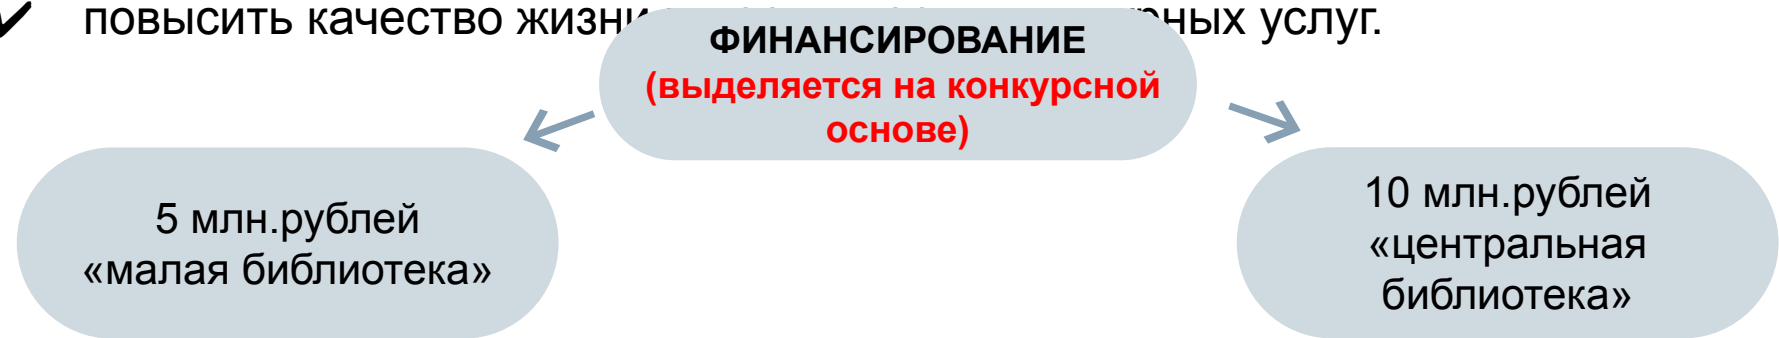 ✔ повысить качество жизн ных услуг.
ФИНАНСИРОВАНИЕ
(выделяется на конкурсной
основе)
5 млн.рублей
«малая библиотека»
10 млн.рублей
«центральная
библиотека»